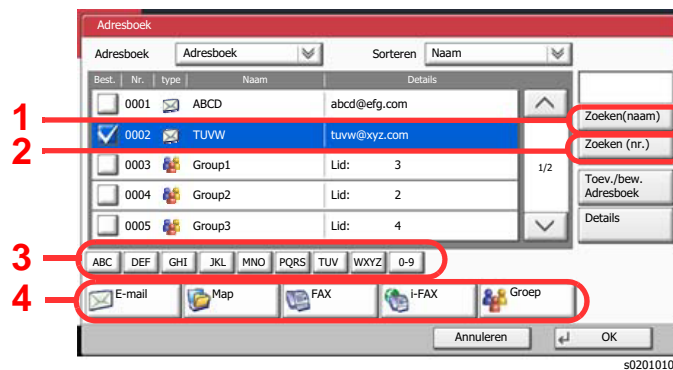 Adresboek
Adresboek Adresboek Sorteren Naam
Best. Nr. type Naam Details
0001 ABCD abcd@efg.com
1 Zoeken(naam)
0002 TUVW tuvw@xyz.com
2 Zoeken (nr.)
0003 Group1 Lid: 3 1/2
Toev./bew.
Adresboek
0004 Group2 Lid: 2
0005 Group3 Lid: 4 Details
3 ABC DEF GHI JKL MNO PQRS TUV WXYZ 0-9
4 E-mail Map FAX i-FAX Groep
Annuleren OK
s0201010